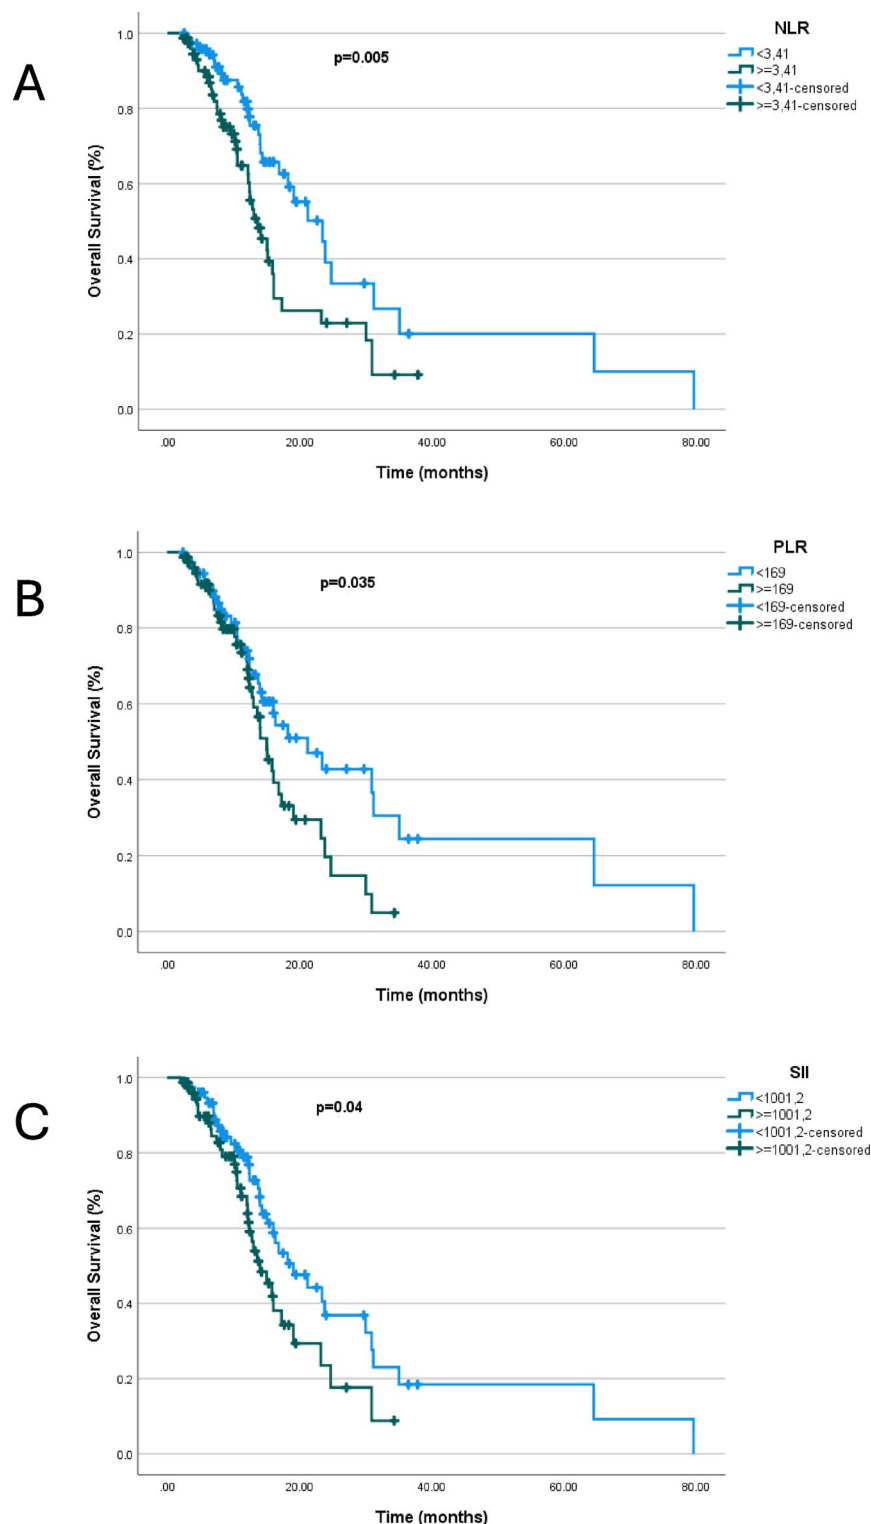 A
NLR
p=0.005
<3,41
>=3,41
<3,41-censored
>=3,41-censored
Overall Survival (%)
1.0
0.8
0.6
0.4
0.2
0.0
.00 20.00 40.00 60.00 80.00
Time (months)
B
PLR
p=0.035
<169
>=169
<169-censored
>=169-censored
Overall Survival (%)
1.0
0.8
0.6
0.4
0.2
0.0
.00 20.00 40.00 60.00 80.00
Time (months)
C
SII
p=0.04
<1001,2
>=1001,2
<1001,2-censored
>=1001,2-censored
Overall Survival (%)
1.0
0.8
0.6
0.4
0.2
0.0
.00 20.00 40.00 60.00 80.00
Time (months)